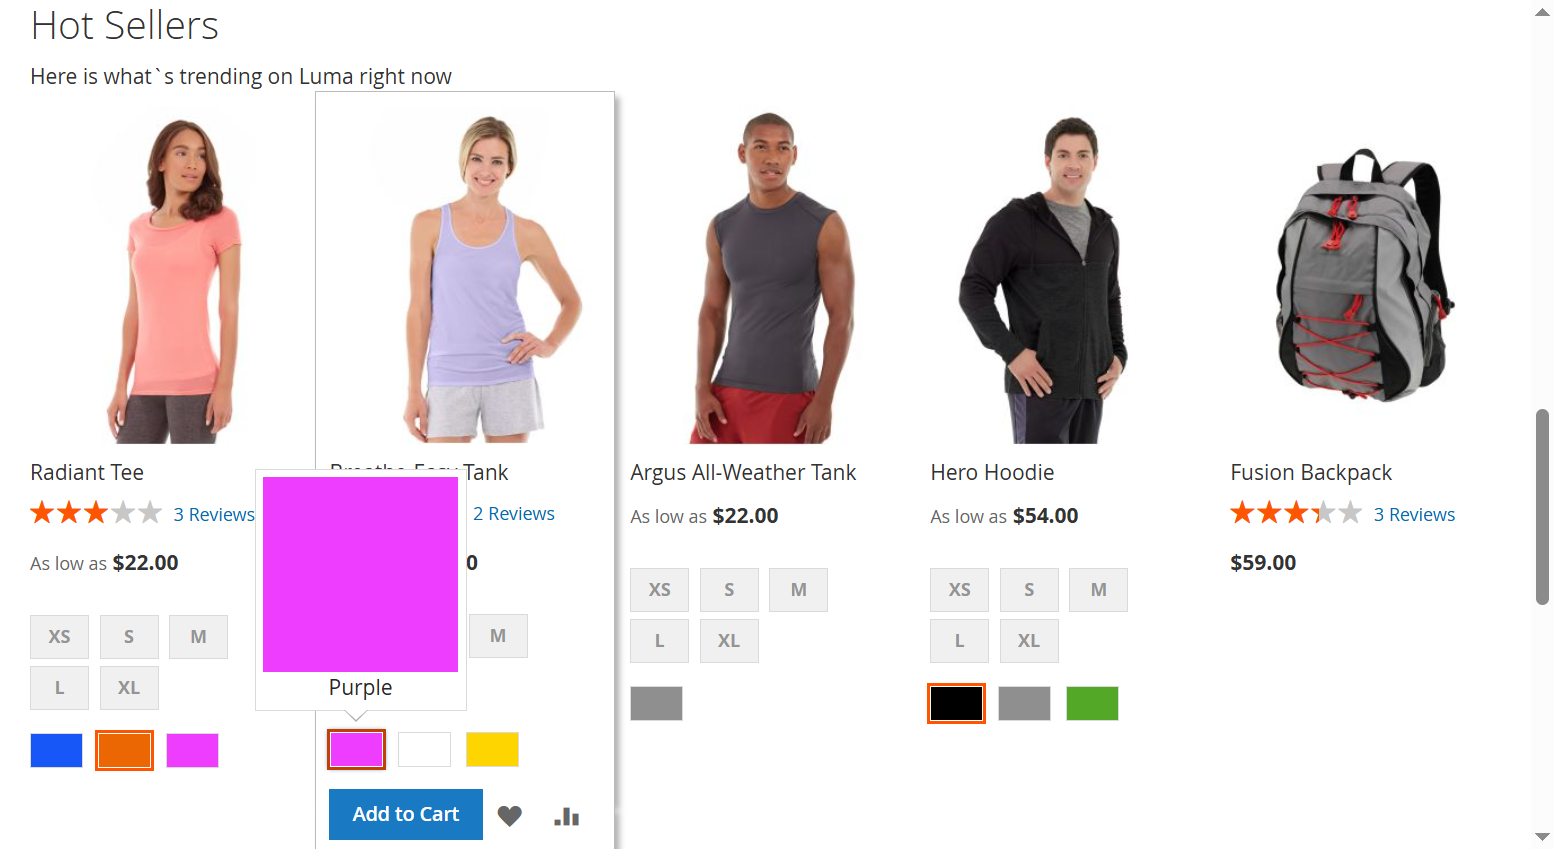 Hot Sellers
Here is what`s trending on Luma right now
Radiant Tee
3 Reviews
As low as $22.00
XS S M
L XL
Tank
2 Reviews
0
M
Purple
Add to Cart
Argus All-Weather Tank
As low as $22.00
XS S M
L XL
Hero Hoodie
As low as $54.00
XS S M
L XL
Fusion Backpack
3 Reviews
$59.00